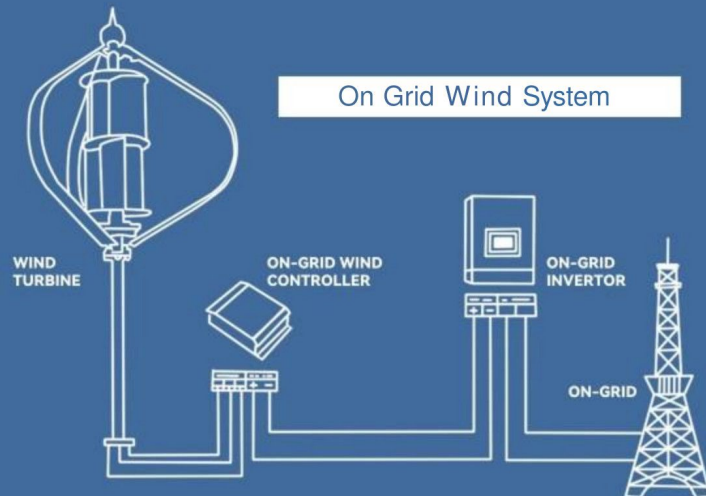 On Grid Wind System
WIND
TURBINE
ON-GRID WIND
CONTROLLER
ON-GRID
INVERTOR
ON-GRID